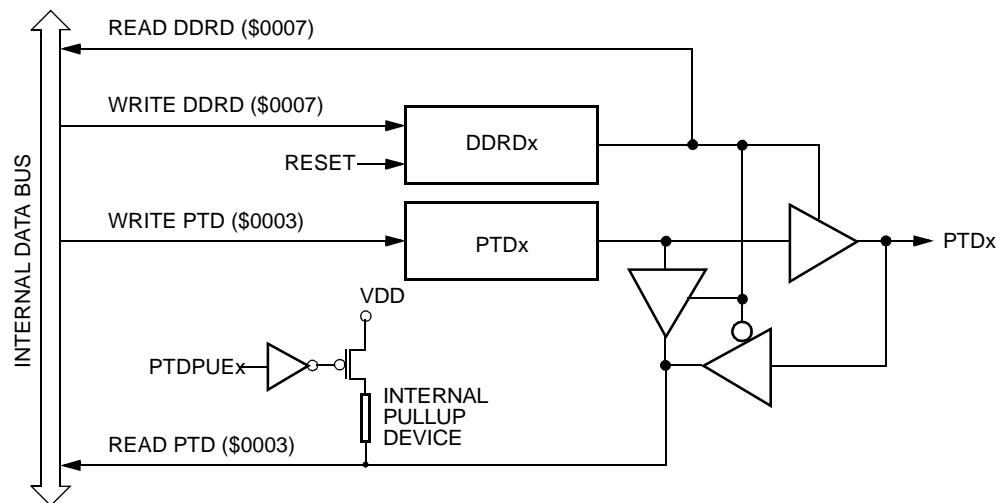 READ DDRD ($0007)
WRITE DDRD ($0007)
DDRDx
RESET
WRITE PTD ($0003)
PTDx
PTDx
VDD
PTDPUEx
INTERNAL
PULLUP
DEVICE
READ PTD ($0003)
INTERNAL DATA BUS